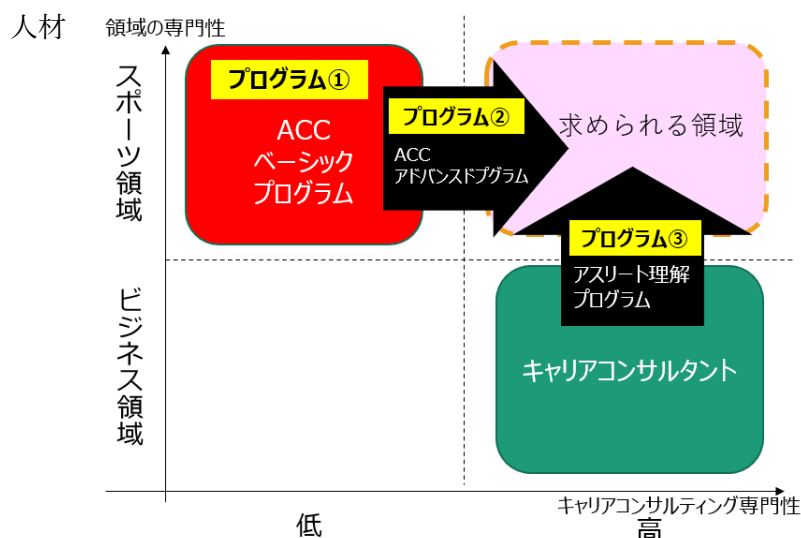 人材
領域の専門性
スポーツ領域
ビジネス領域
プログラム①
ACC
ベーシック
プログラム
プログラム②
ACC
アドバンスドプグラム
求められる領域
プログラム③
アスリート理解
プログラム
キャリアコンサルタント
キャリアコンサルティング専門性
低
高